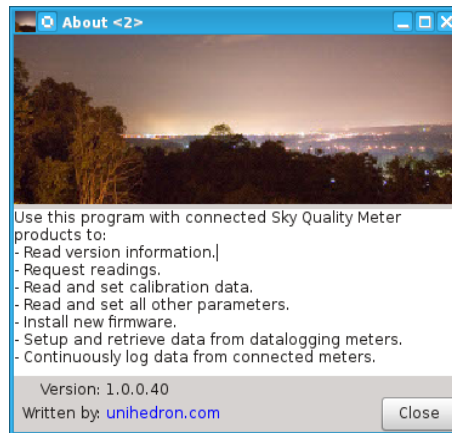 About <2>
Use this program with connected Sky Quality Meter
products to:
- Read version information.
- Request readings.
- Read and set calibration data.
- Read and set all other parameters.
- Install new firmware.
- Setup and retrieve data from datalogging meters.
- Continuously log data from connected meters.
Version: 1.0.0.40
Written by: unihedron.com
Close